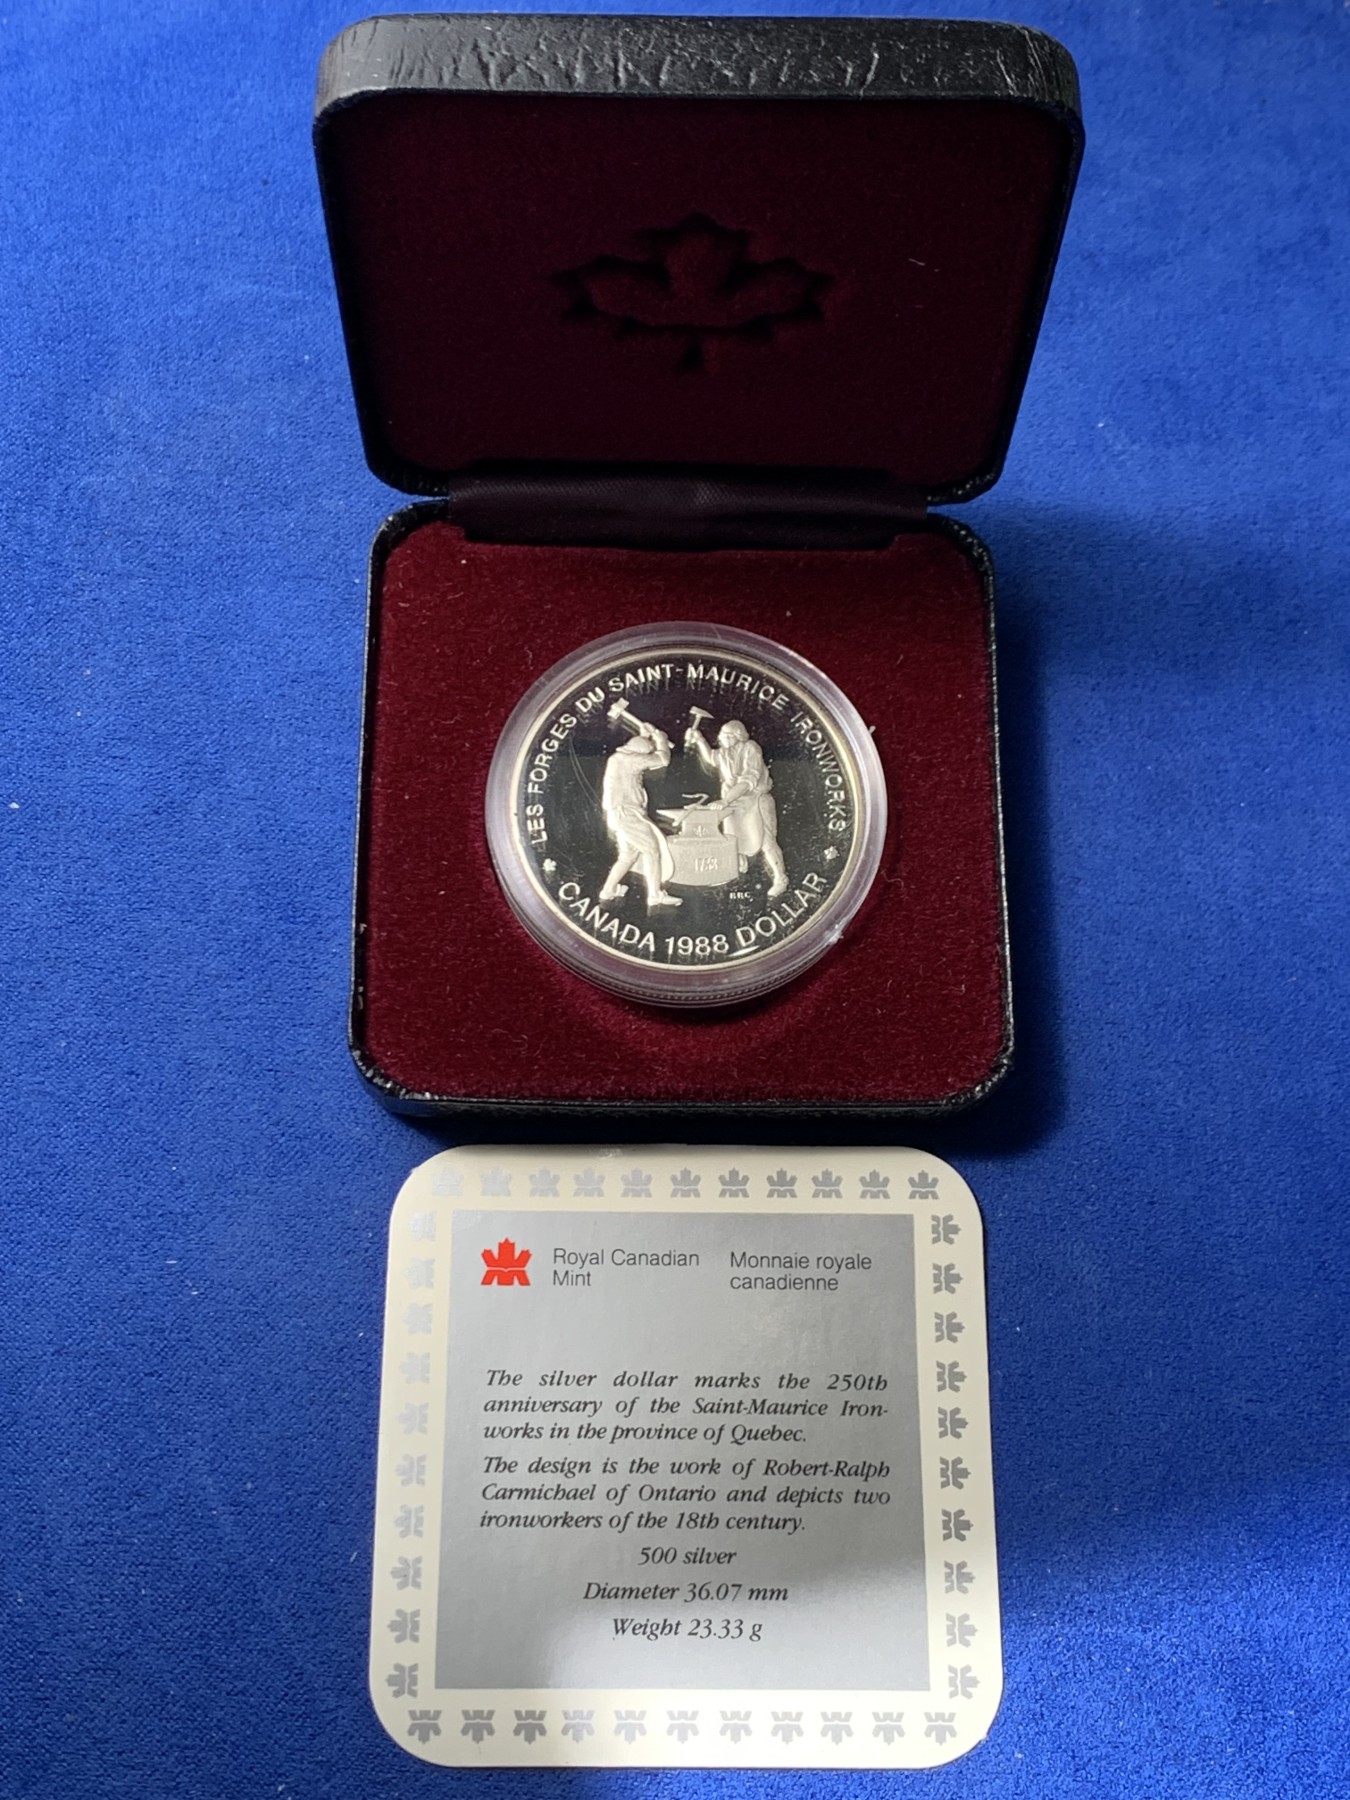 LES FORGES DU SAINT-MAURICE IRONWORKS
1738
RRC
CANADA 1988 DOLLAR
Royal Canadian
Mint
Monnaie royale
canadienne
The silver dollar marks the 250th
anniversary of the Saint-Maurice Iron-
works in the province of Quebec.
The design is the work of Robert-Ralph
Carmichael of Ontario and depicts two
ironworkers of the 18th century.
500 silver
Diameter 36.07 mm
Weight 23.33 g